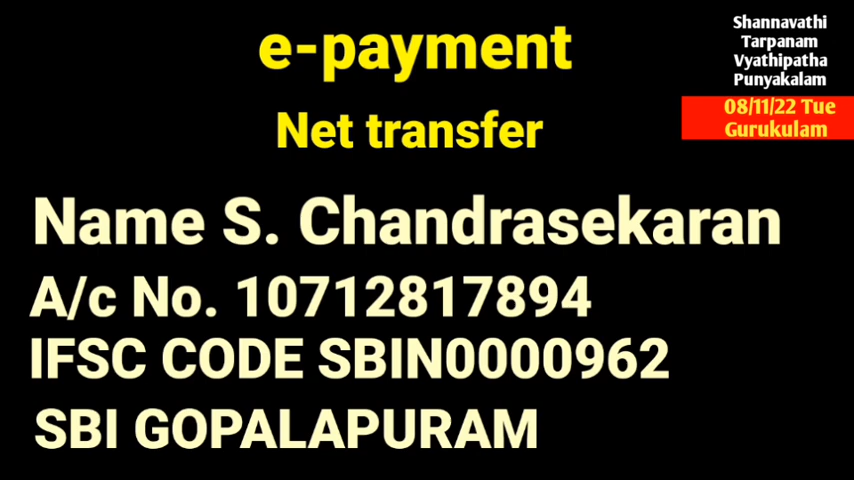 e-payment
Net transfer
Shannavathi
Tarpanam
Vyathipatha
Punyakalam
08/11/22 Tue
Gurukulam
Name S. Chandrasekaran
A/c No. 10712817894
IFSC CODE SBIN0000962
SBI GOPALAPURAM